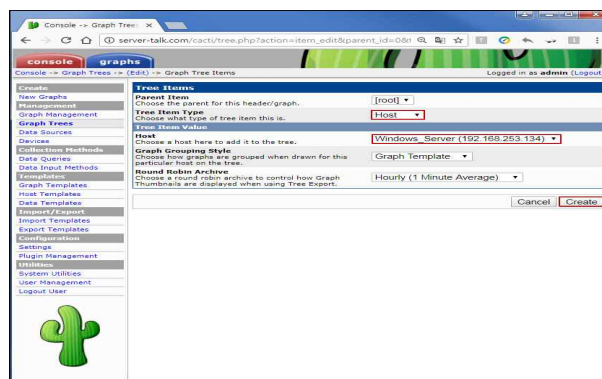 Console -> Graph Tree
server-talk.com/cacti/tree.php?action=item_edit&parent_id=0&
console graphs
Console -> Graph Trees -> (Edit) -> Graph Tree Items
Logged in as admin (Logout
Create
New Graphs
Management
Graph Management
Graph Trees
Data Sources
Devices
Collection Methods
Data Queries
Data Input Methods
Templates
Graph Templates
Host Templates
Data Templates
Import/Export
Import Templates
Export Templates
Configuration
Settings
Plugin Management
Utilities
System Utilities
User Management
Logout User
Tree Items
Parent Item
Choose the parent for this header/graph.
[root]
Tree Item Type
Choose what type of tree item this is.
Host
Tree Item Value
Host
Choose a host here to add it to the tree.
Windows_Server (192.168.253.134)
Graph Grouping Style
Choose how graphs are grouped when drawn for this
particular host on the tree.
Graph Template
Round Robin Archive
Choose a round robin archive to control how Graph
Thumbnails are displayed when using Tree Export.
Hourly (1 Minute Average)
Cancel Create